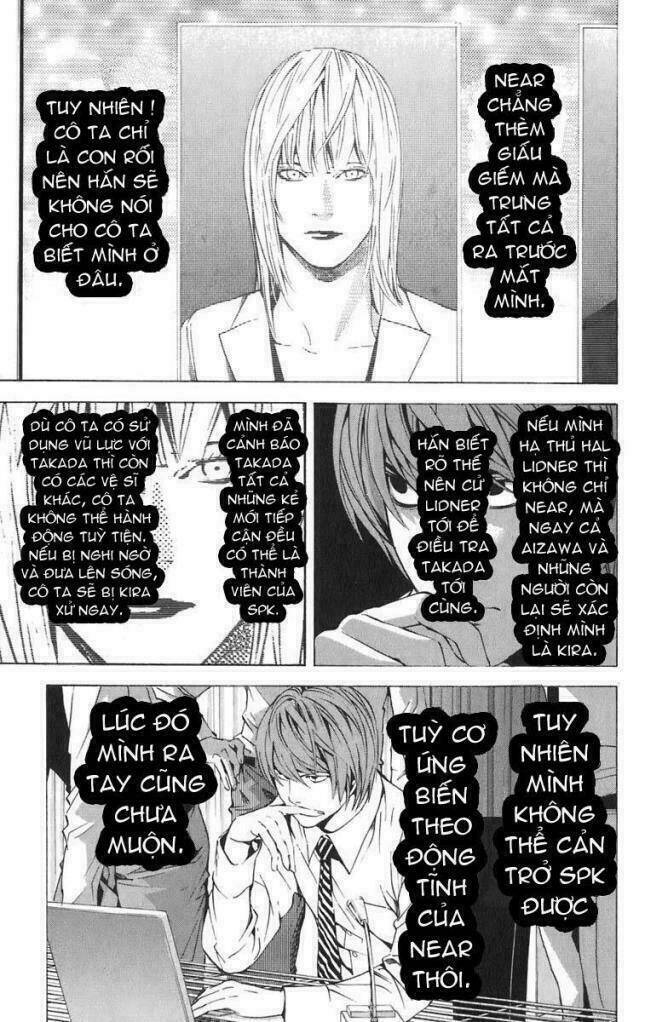 NEAR
CHẲNG
THÈM
GIẤU
GIẾM MÀ
TRƯNG
TẤT CẢ
RA TRƯỚC
MẮT
MÌNH.
TUY NHIÊN !
CÔ TA CHỈ
LÀ CON RỐI
NÊN HẮN SẼ
KHÔNG NÓI
CHO CÔ TA
BIẾT MÌNH Ở
ĐÂU.
NẾU MÌNH
HẠ THỦ HAL
LIDNER THÌ
KHÔNG CHỈ
NEAR, MÀ
NGAY CẢ
AIZAWA VÀ
NHỮNG
NGƯỜI CÒN
LẠI SẼ XÁC
ĐỊNH MÌNH
LÀ KIRA.
HẮN BIẾT
RÕ THẾ
NÊN CỬ
LIDNER
TỚI ĐỂ
ĐIỀU TRA
TAKADA
TỚI
CÙNG.
MÌNH ĐÃ
CẢNH BÁO
TAKADA
TẤT CẢ
NHỮNG KẺ
MỚI TIẾP
CẬN ĐỀU
CÓ THỂ LÀ
THÀNH
VIÊN CỦA
SPK.
DÙ CÔ TA CÓ SỬ
DỤNG VŨ LỰC VỚI
TAKADA THÌ CÒN
CÓ CÁC VỆ SĨ
KHÁC, CÔ TA
KHÔNG THỂ HÀNH
ĐỘNG TUỲ TIỆN.
NẾU BỊ NGHI NGỜ
VÀ ĐƯA LÊN SÓNG,
CÔ TA SẼ BỊ KIRA
XỬ NGAY.
TUY
NHIÊN MÌNH
KHÔNG
THỂ CẢN
TRỞ SPK
ĐƯỢC
TUỲ CƠ
ỨNG
BIẾN
THEO
ĐỘNG
TĨNH
CỦA
NEAR
THÔI.
LÚC ĐÓ
MÌNH RA
TAY CŨNG
CHƯA
MUỘN.